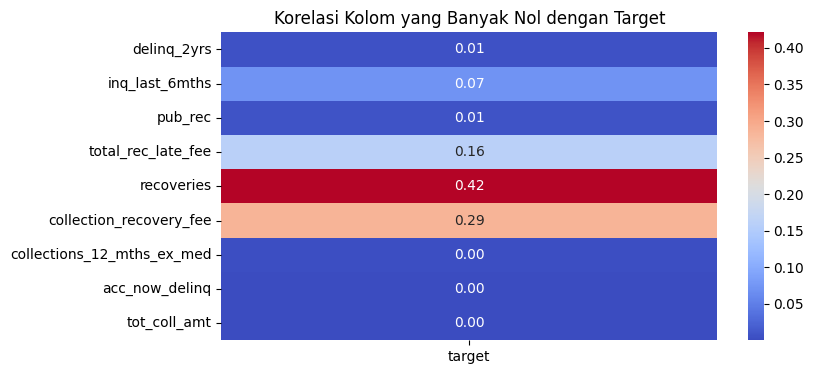 Korelasi Kolom yang Banyak Nol dengan Target
delinq_2yrs 0.01
inq_last_6mths 0.07
pub_rec 0.01
total_rec_late_fee 0.16
recoveries 0.42
collection_recovery_fee 0.29
collections_12_mths_ex_med 0.00
acc_now_delinq 0.00
tot_coll_amt 0.00
target
0.40
0.35
0.30
0.25
0.20
0.15
0.10
0.05